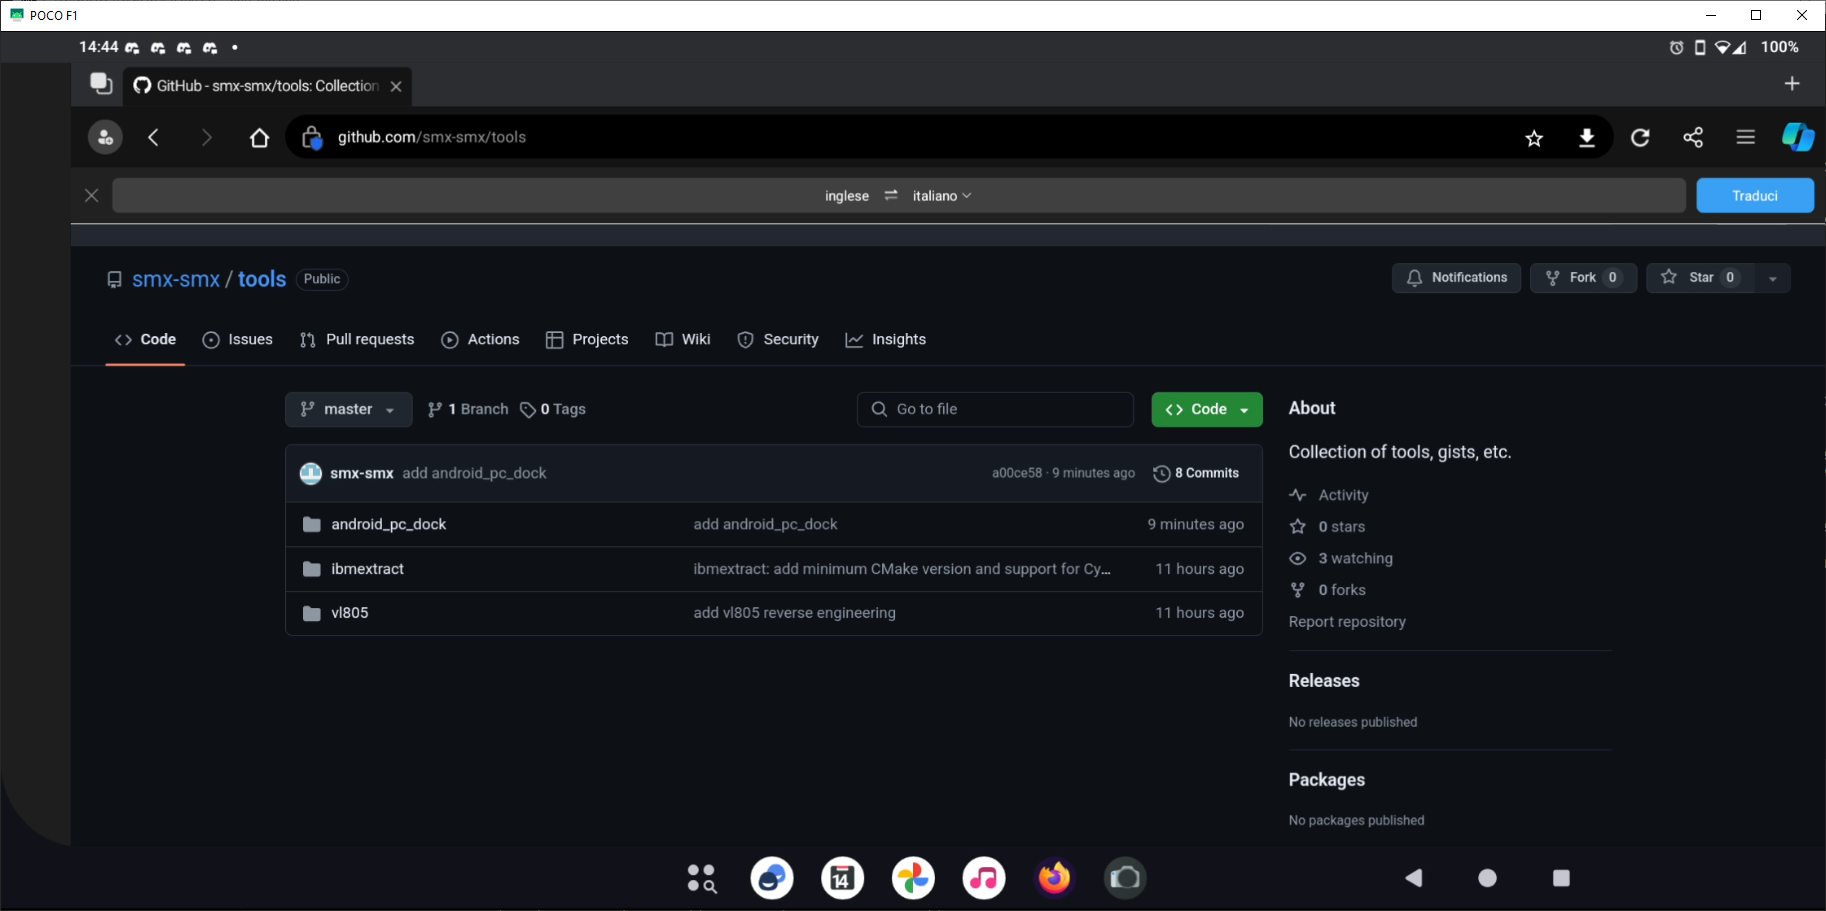 POCO F1
14:44
100%
GitHub - smx-smx/tools: Collection
github.com/smx-smx/tools
inglese
italiano
Traduci
smx-smx / tools
Public
Notifications
Fork 0
Star 0
Code
Issues
Pull requests
Actions
Projects
Wiki
Security
Insights
master
1 Branch
0 Tags
Go to file
Code
smx-smx add android_pc_dock
a00ce58 · 9 minutes ago
8 Commits
android_pc_dock
add android_pc_dock
9 minutes ago
ibmextract
ibmextract: add minimum CMake version and support for Cy...
11 hours ago
vl805
add vl805 reverse engineering
11 hours ago
About
Collection of tools, gists, etc.
Activity
0 stars
3 watching
0 forks
Report repository
Releases
No releases published
Packages
No packages published
14